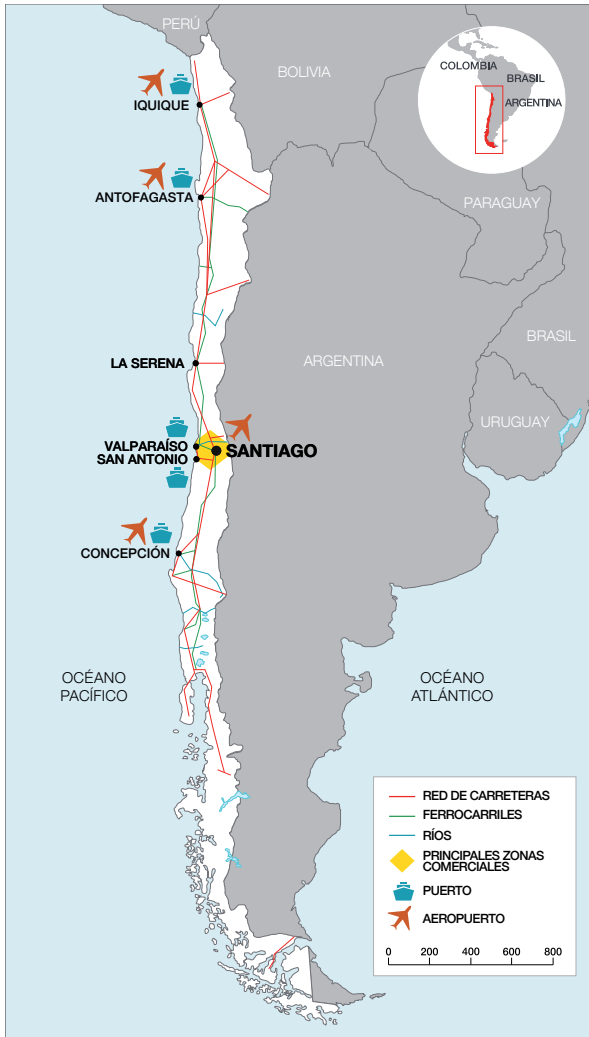 PERÚ
BOLIVIA
COLOMBIA
BRASIL
ARGENTINA
IQUIQUE
ANTOFAGASTA
PARAGUAY
BRASIL
LA SERENA
ARGENTINA
URUGUAY
VALPARAÍSO
SAN ANTONIO
SANTIAGO
CONCEPCIÓN
OCÉANO
PACÍFICO
OCÉANO
ATLÁNTICO
RED DE CARRETERAS
FERROCARRILES
RÍOS
PRINCIPALES ZONAS
COMERCIALES
PUERTO
AEROPUERTO
0 200 400 600 800